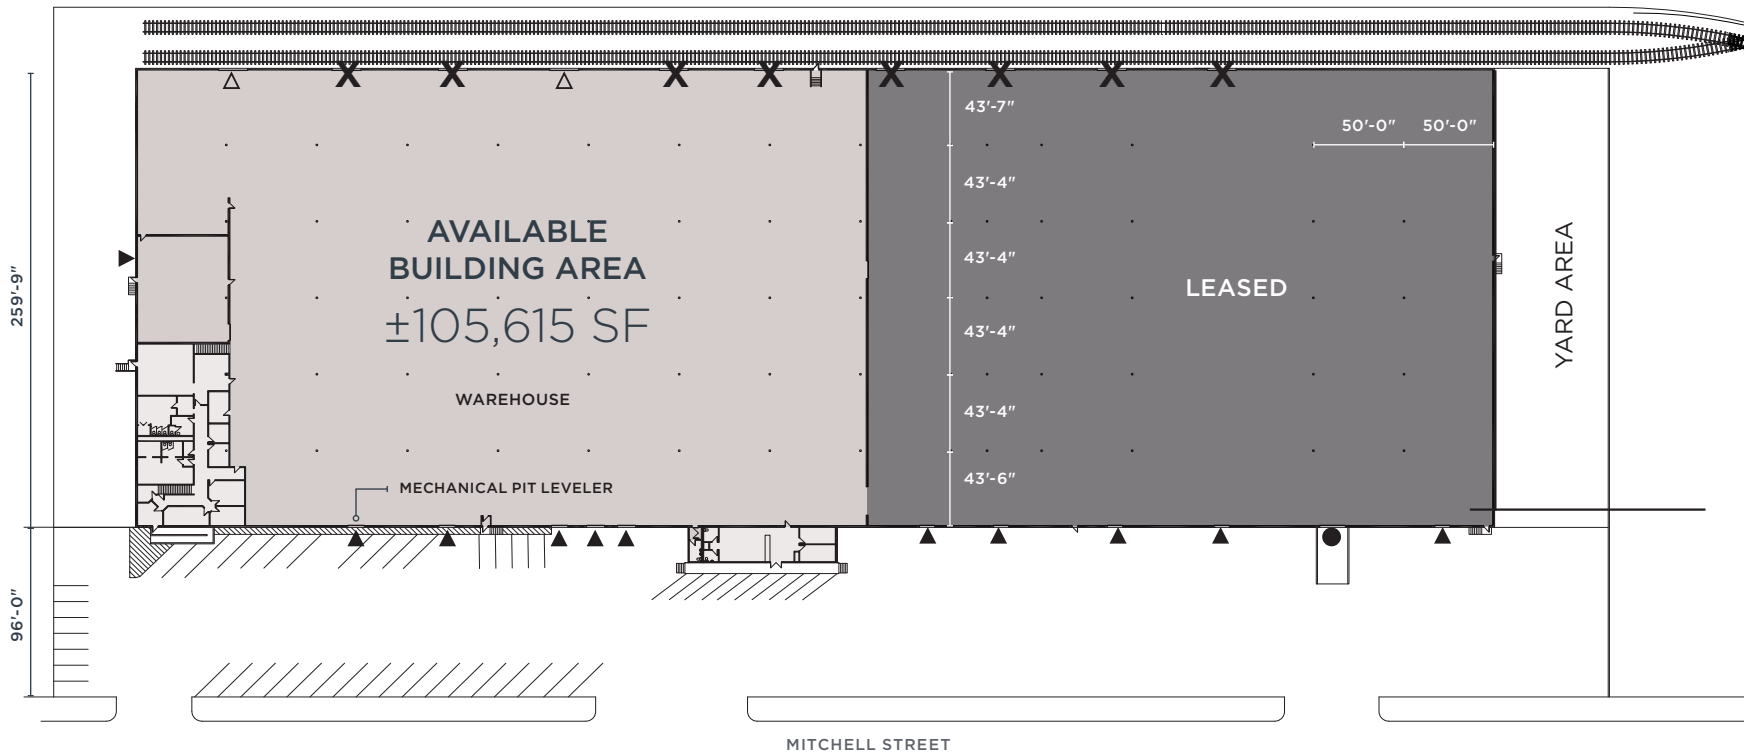 43'-7"
50'-0" 50'-0"
43'-4"
AVAILABLE
BUILDING AREA
±105,615 SF
43'-4"
LEASED
YARD AREA
259'-9"
43'-4"
WAREHOUSE
43'-4"
43'-6"
MECHANICAL PIT LEVELER
96'-0"
MITCHELL STREET